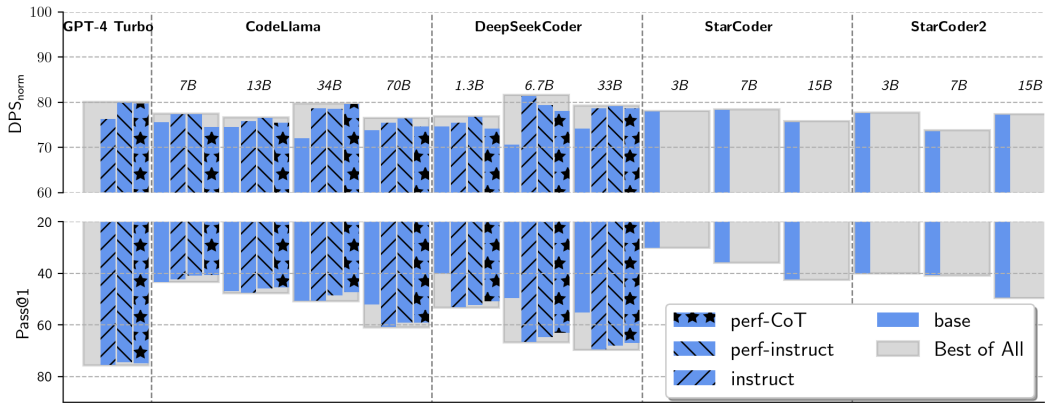 100
90
80
70
60
DPSnorm
GPT-4 Turbo
CodeLlama
DeepSeekCoder
StarCoder
StarCoder2
7B
13B
34B
70B
1.3B
6.7B
33B
3B
7B
15B
3B
7B
15B
20
40
60
80
Pass@1
perf-CoT
perf-instruct
instruct
base
Best of All